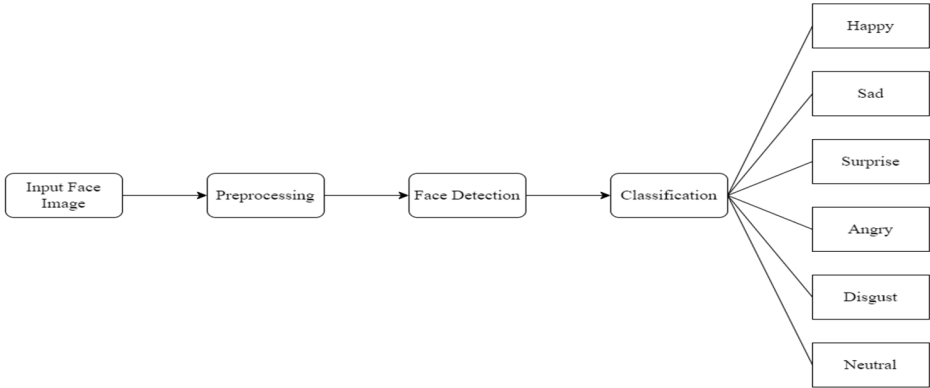 Happy
Sad
Surprise
Input Face
Image
Preprocessing
Face Detection
Classification
Angry
Disgust
Neutral